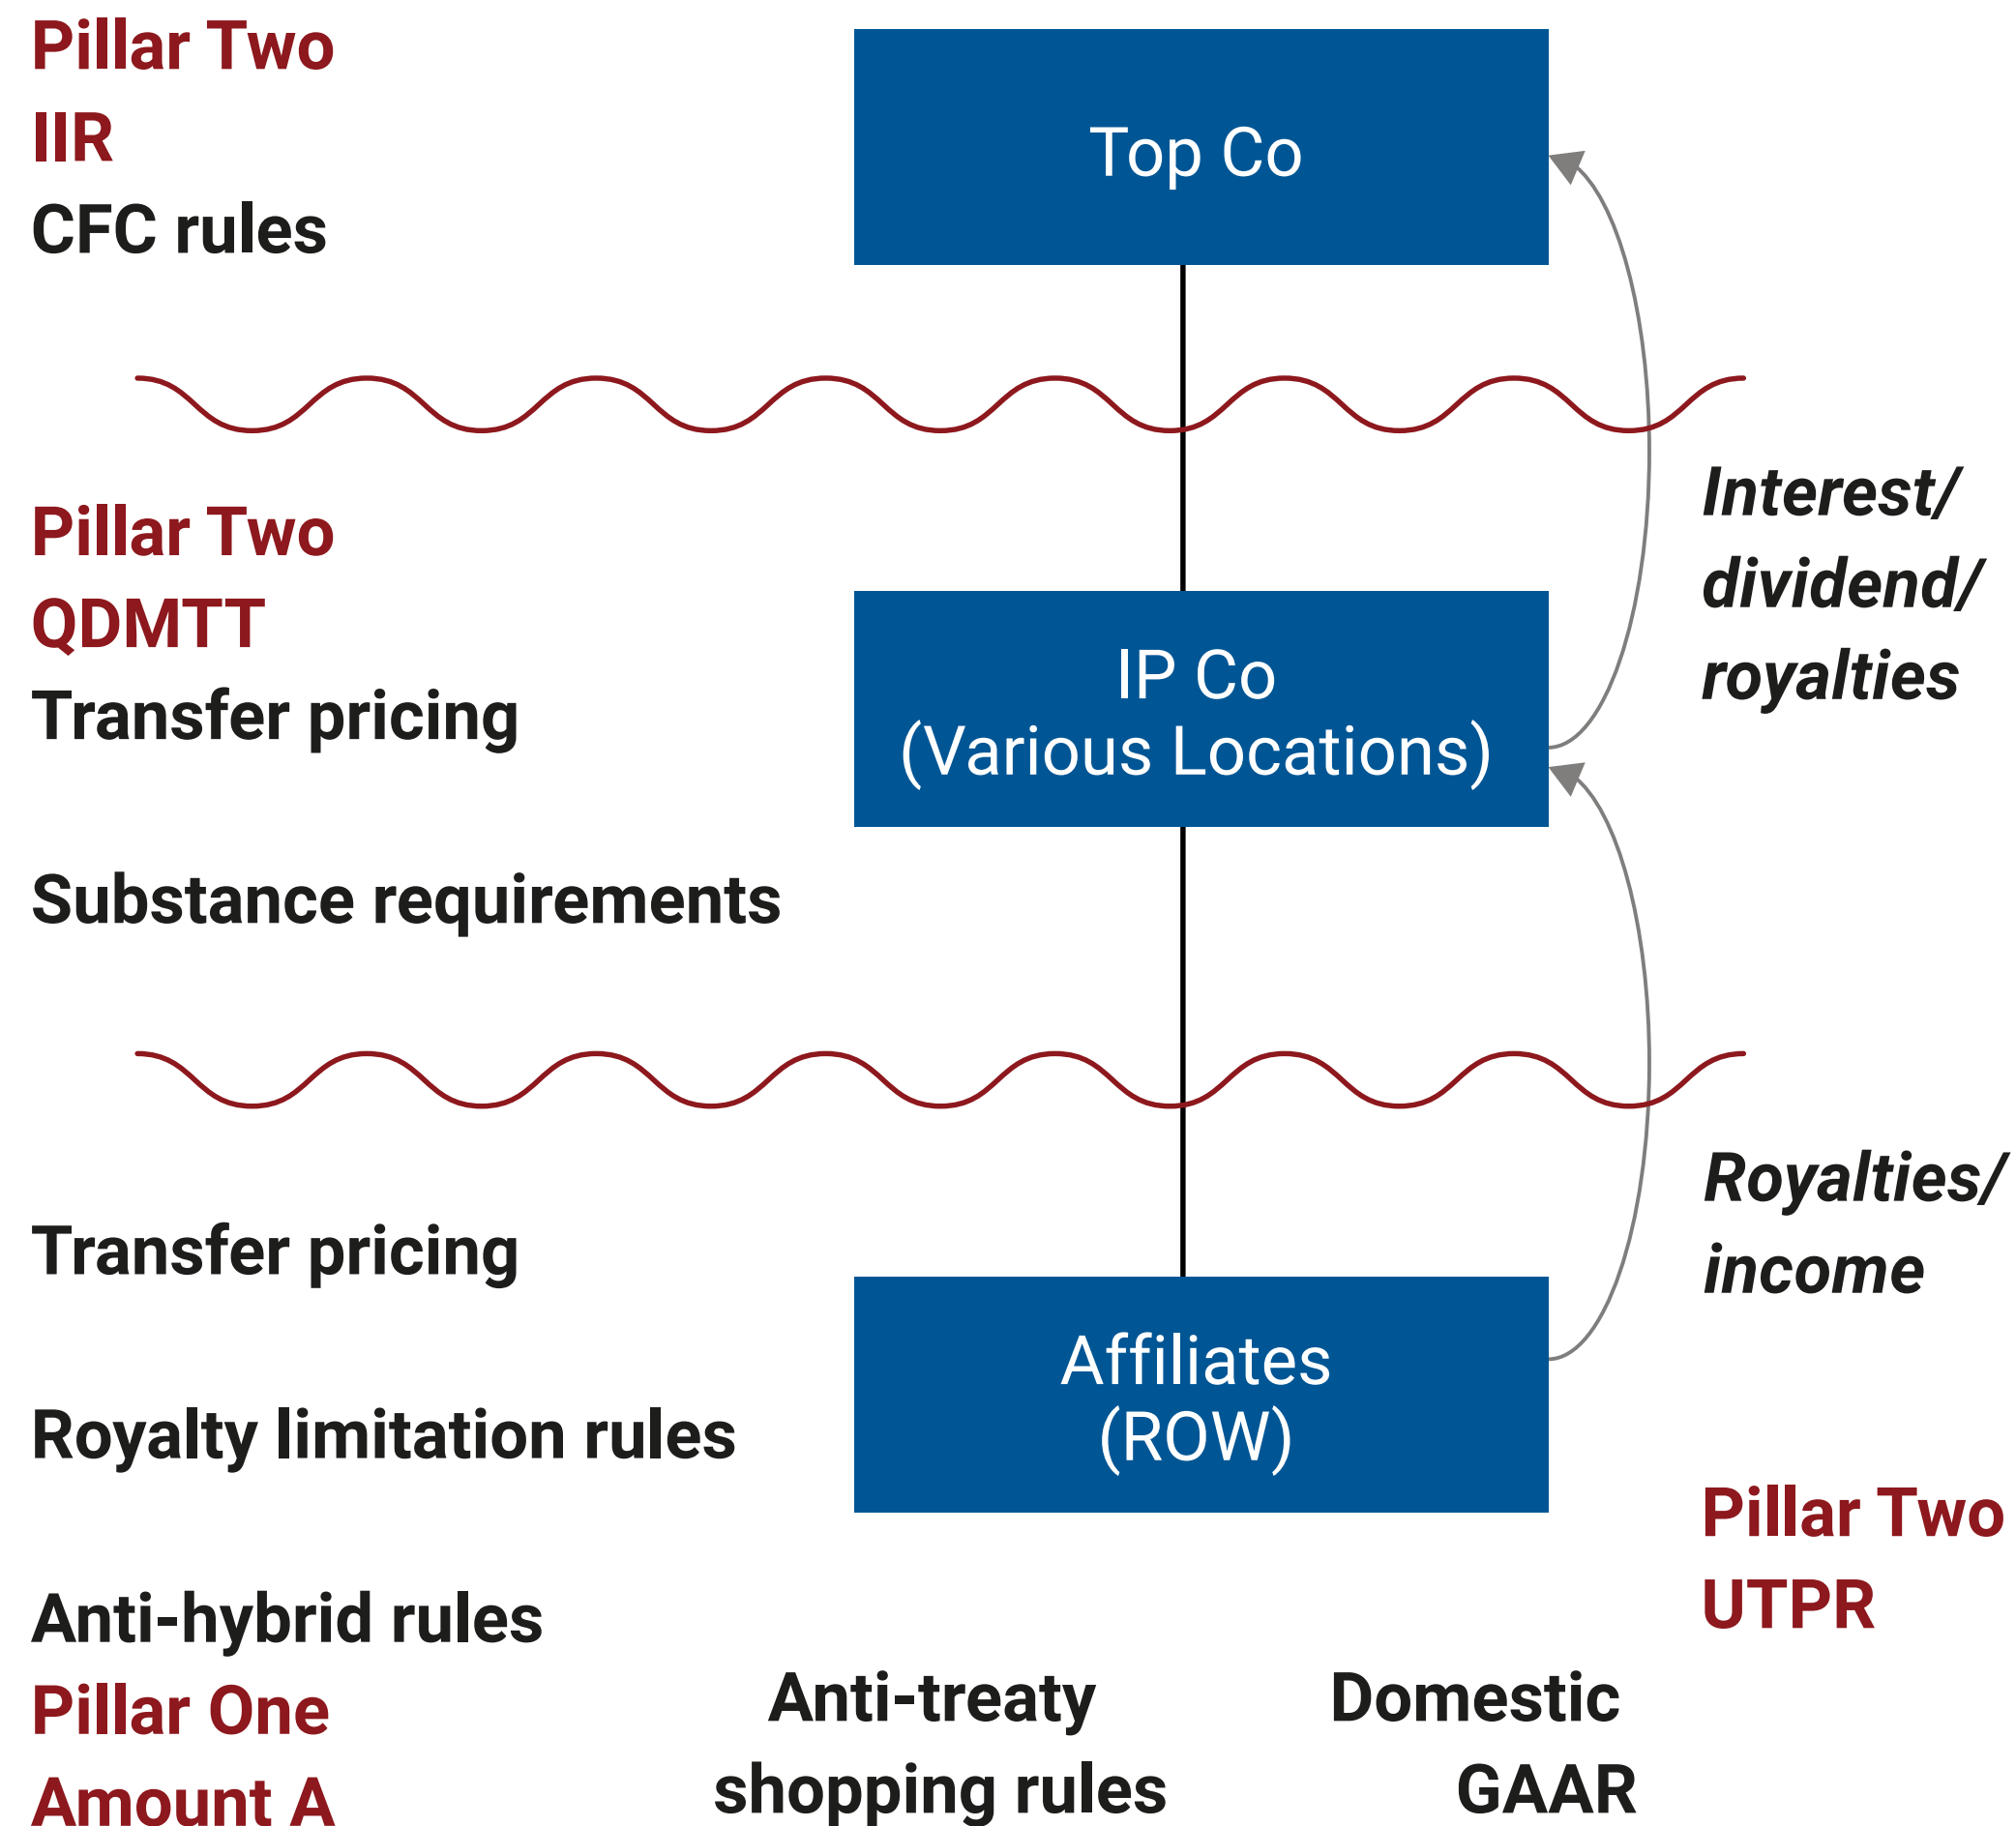 Pillar Two
IIR
CFC rules
Top Co
Interest/
dividend/
royalties
Pillar Two
QDMTT
Transfer pricing
Substance requirements
IP Co
(Various Locations)
Royalties/
income
Transfer pricing
Royalty limitation rules
Anti-hybrid rules
Pillar One
Amount A
Affiliates
(ROW)
Pillar Two
UTPR
Anti-treaty
shopping rules
Domestic
GAAR